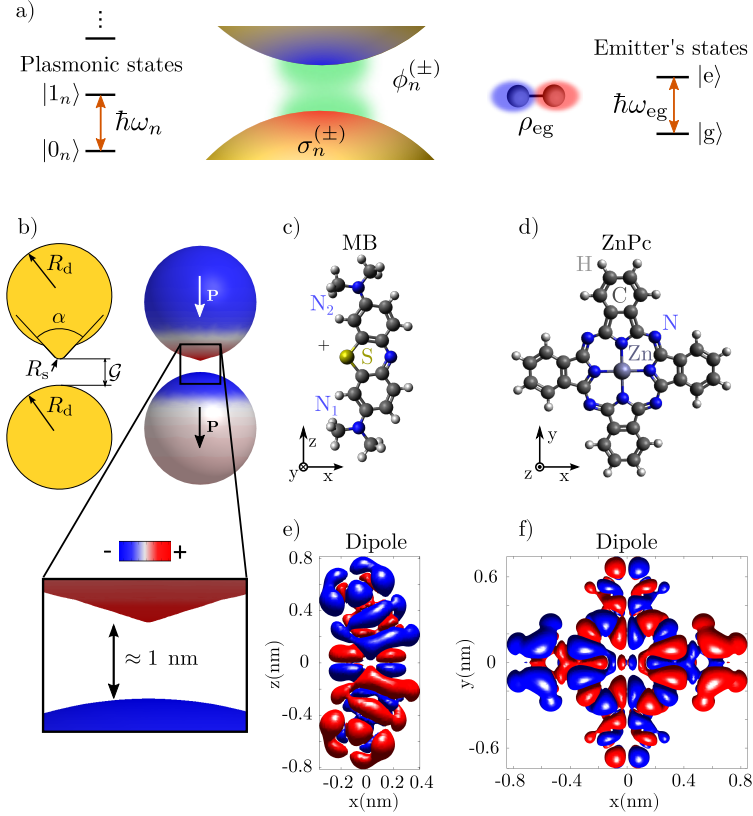 a)
⋮
Plasmonic states
|1ₙ⟩
ħωₙ
|0ₙ⟩
ϕₙ⁽±⁾
σₙ⁽±⁾
ρeg
Emitter's states
|e⟩
ħωeg
|g⟩
b)
Rd
α
Rs
𝒢
Rd
P
P
- +
≈ 1 nm
c)
MB
N₂
+
S
N₁
z
y
x
d)
ZnPc
H
C
N
Zn
y
z
x
e)
Dipole
z(nm)
0.8
0.4
0
-0.4
-0.8
-0.2 0 0.2 0.4
x(nm)
f)
Dipole
y(nm)
0.6
0
-0.6
-0.8 -0.4 0 0.4 0.8
x(nm)